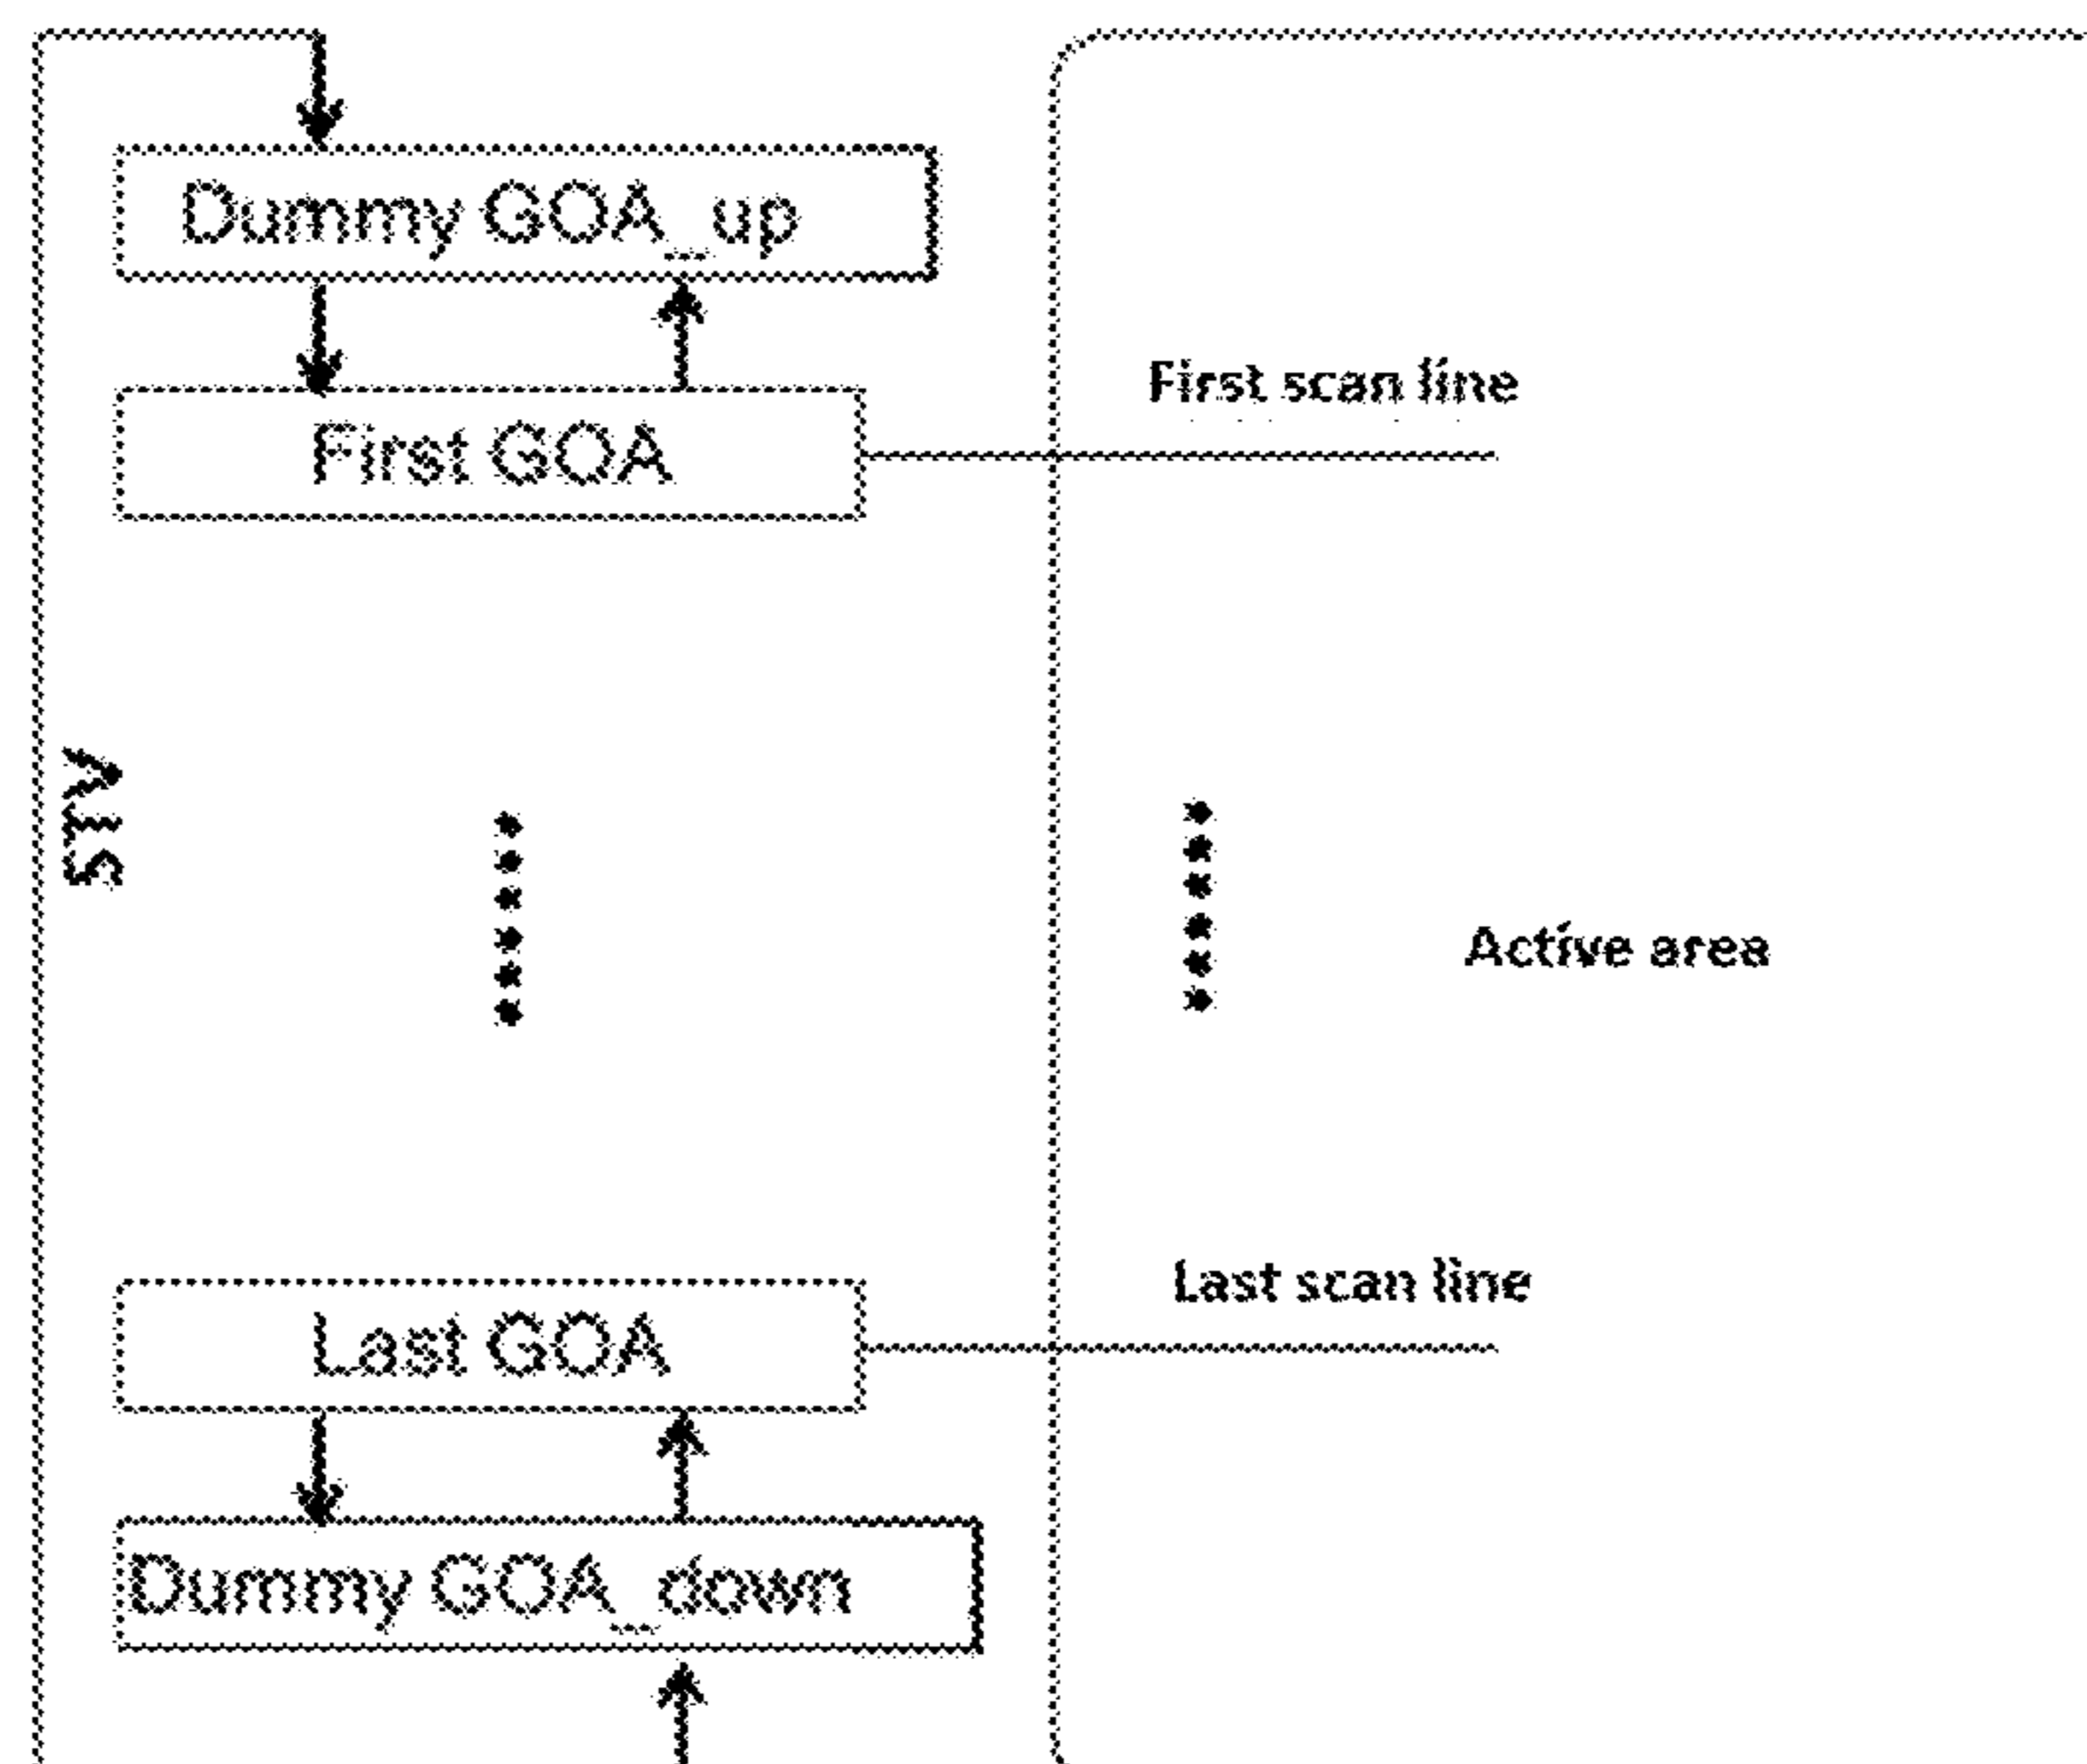 Dummy GOA_up
First GOA
First scan line
STV
Active area
Last GOA
Last scan line
Dummy GOA_down